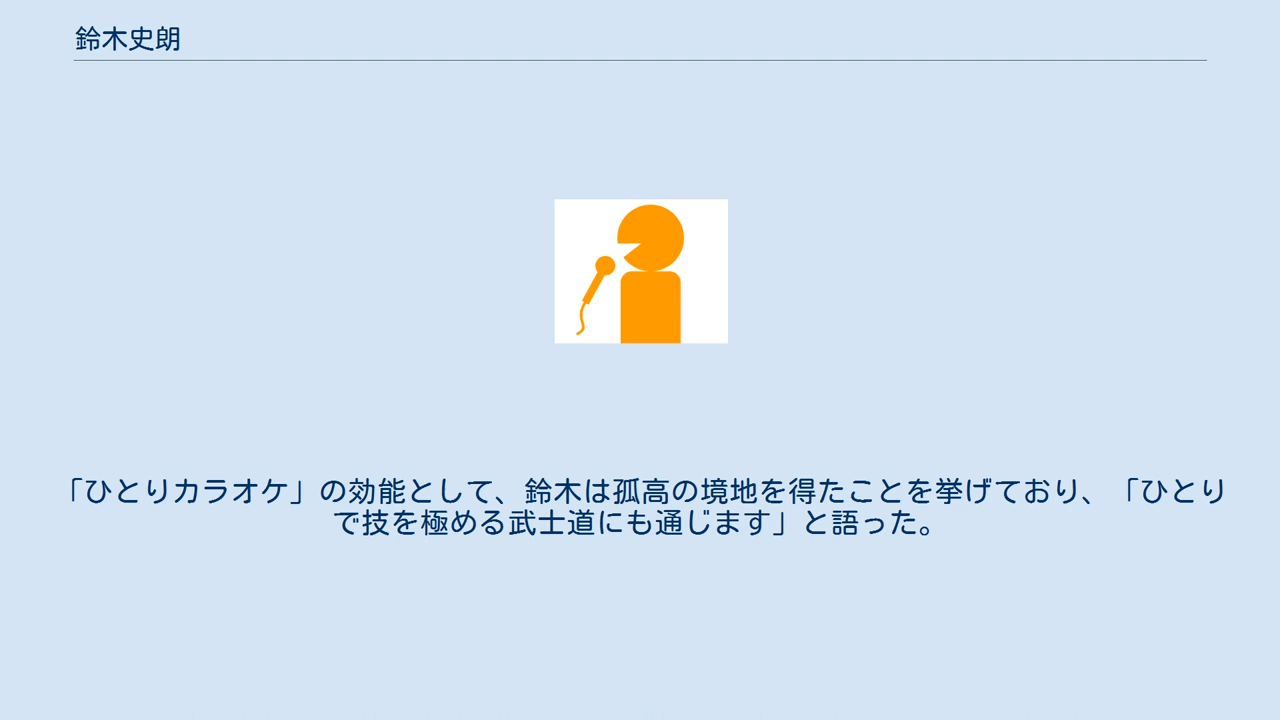 鈴木史朗
「ひとりカラオケ」の効能として、鈴木は孤高の境地を得たことを挙げており、「ひとり
で技を極める武士道にも通じます」と語った。